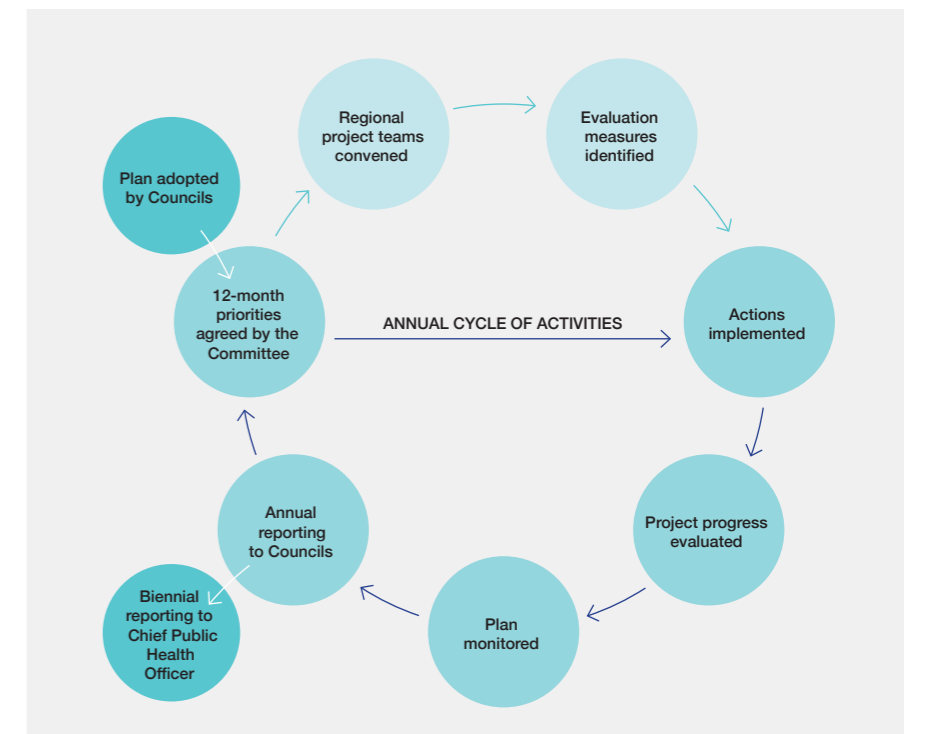 Regional
project teams
convened
Evaluation
measures
identified
Plan adopted
by Councils
12-month
priorities
agreed by the
Committee
ANNUAL CYCLE OF ACTIVITIES
Actions
implemented
Project progress
evaluated
Plan
monitored
Annual
reporting
to Councils
Biennial
reporting to
Chief Public
Health
Officer